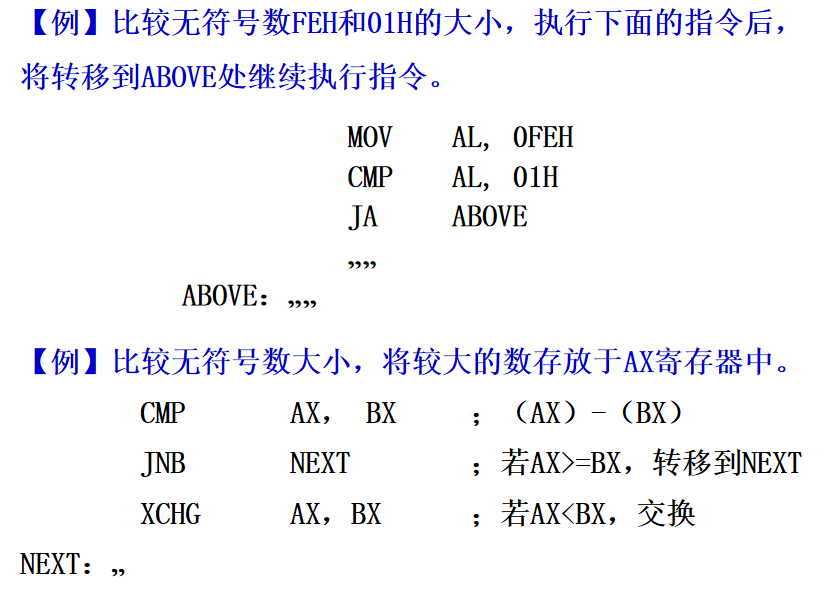 【例】比较无符号数FEH和01H的大小，执行下面的指令后，
将转移到ABOVE处继续执行指令。
MOV AL, 0FEH
CMP AL, 01H
JA ABOVE
„„
ABOVE: „„
【例】比较无符号数大小，将较大的数存放于AX寄存器中。
CMP AX， BX ；（AX）-（BX）
JNB NEXT ；若AX>=BX，转移到NEXT
XCHG AX，BX ；若AX<BX，交换
NEXT: „